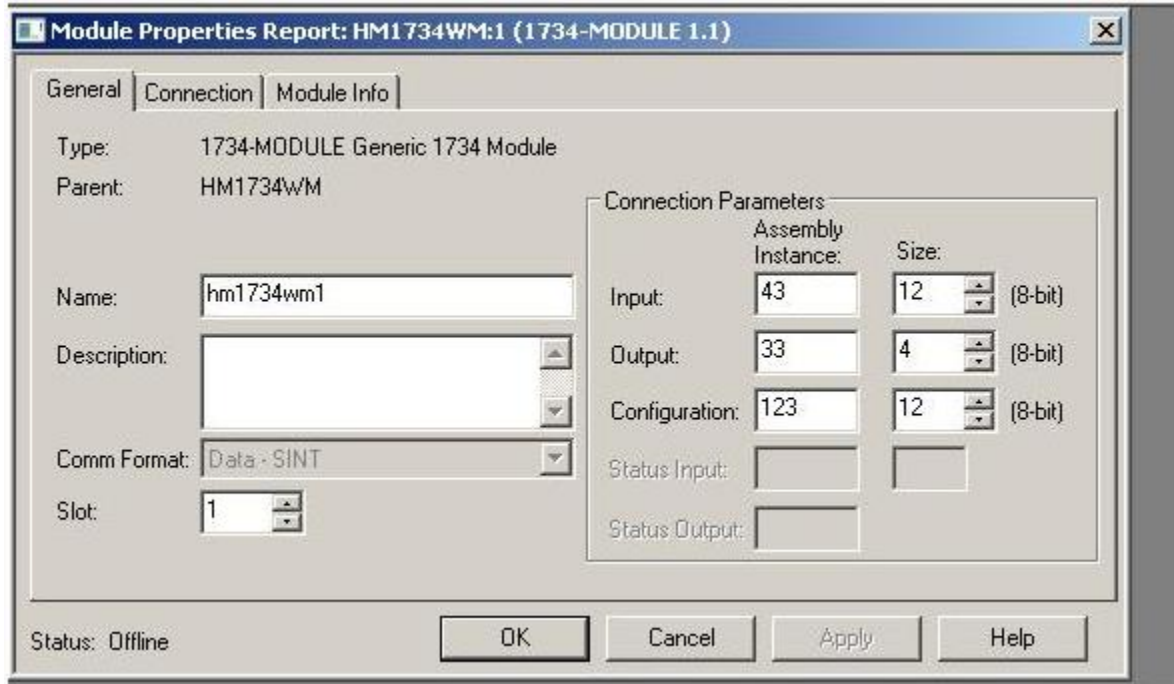 Module Properties Report: HM1734WM:1 (1734-MODULE 1.1)
General Connection Module Info
Type: 1734-MODULE Generic 1734 Module
Parent: HM1734WM
Connection Parameters
Assembly Instance: Size:
Name: hm1734wm1
Input: 43 12 (8-bit)
Description:
Output: 33 4 (8-bit)
Configuration: 123 12 (8-bit)
Comm Format: Data - SINT
Status Input:
Slot: 1
Status Output:
Status: Offline
OK Cancel Apply Help